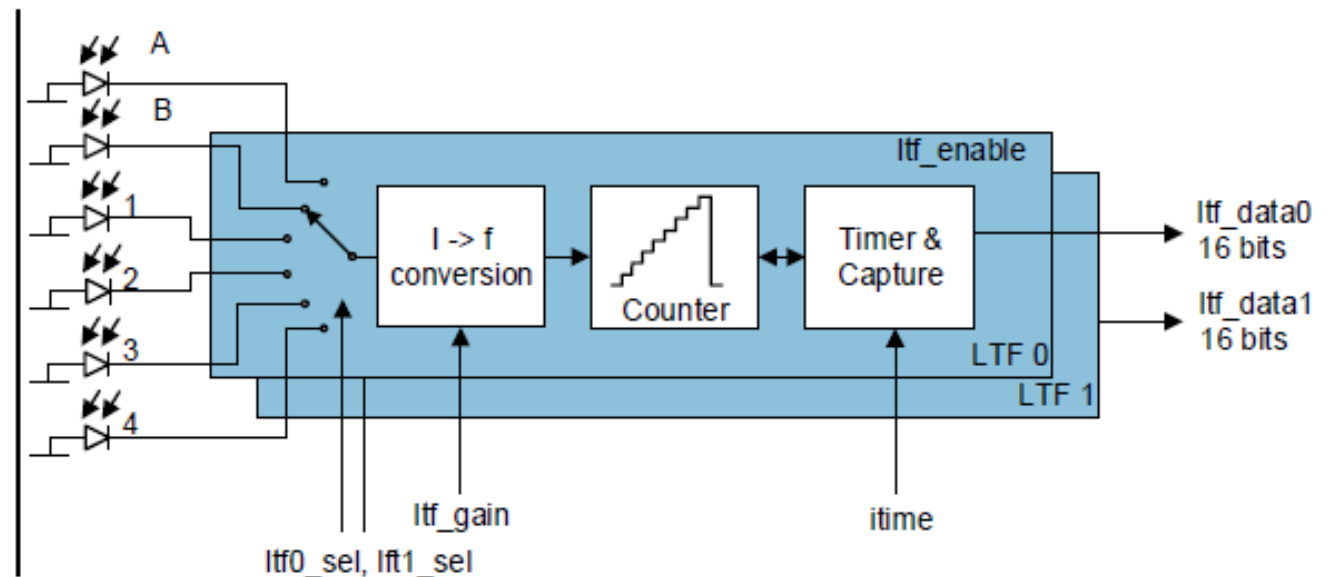 A
B
1
2
3
4
ltf_enable
I -> f
conversion
Counter
Timer &
Capture
LTF 0
LTF 1
ltf_data0
16 bits
ltf_data1
16 bits
ltf_gain
itime
ltf0_sel, lft1_sel